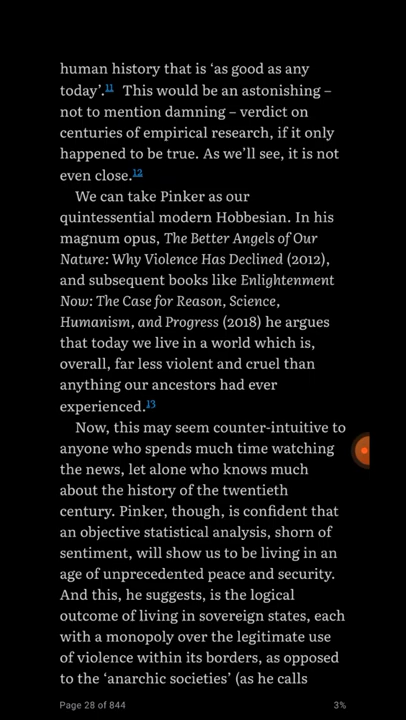 human history that is ‘as good as any
today’.11 This would be an astonishing –
not to mention damning – verdict on
centuries of empirical research, if it only
happened to be true. As we’ll see, it is not
even close.12
We can take Pinker as our
quintessential modern Hobbesian. In his
magnum opus, The Better Angels of Our
Nature: Why Violence Has Declined (2012),
and subsequent books like Enlightenment
Now: The Case for Reason, Science,
Humanism, and Progress (2018) he argues
that today we live in a world which is,
overall, far less violent and cruel than
anything our ancestors had ever
experienced.13
Now, this may seem counter-intuitive to
anyone who spends much time watching
the news, let alone who knows much
about the history of the twentieth
century. Pinker, though, is confident that
an objective statistical analysis, shorn of
sentiment, will show us to be living in an
age of unprecedented peace and security.
And this, he suggests, is the logical
outcome of living in sovereign states, each
with a monopoly over the legitimate use
of violence within its borders, as opposed
to the ‘anarchic societies’ (as he calls
Page 28 of 844
3%